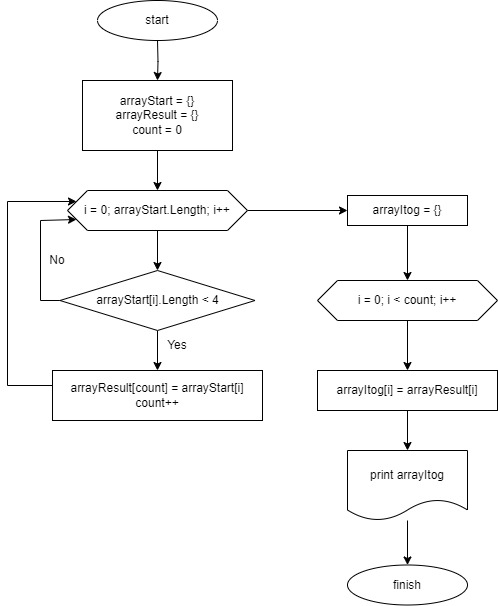 start
arrayStart = {}
arrayResult = {}
count = 0
i = 0; arrayStart.Length; i++
No
arrayStart[i].Length < 4
Yes
arrayResult[count] = arrayStart[i]
count++
arrayItog = {}
i = 0; i < count; i++
arrayItog[i] = arrayResult[i]
print arrayItog
finish